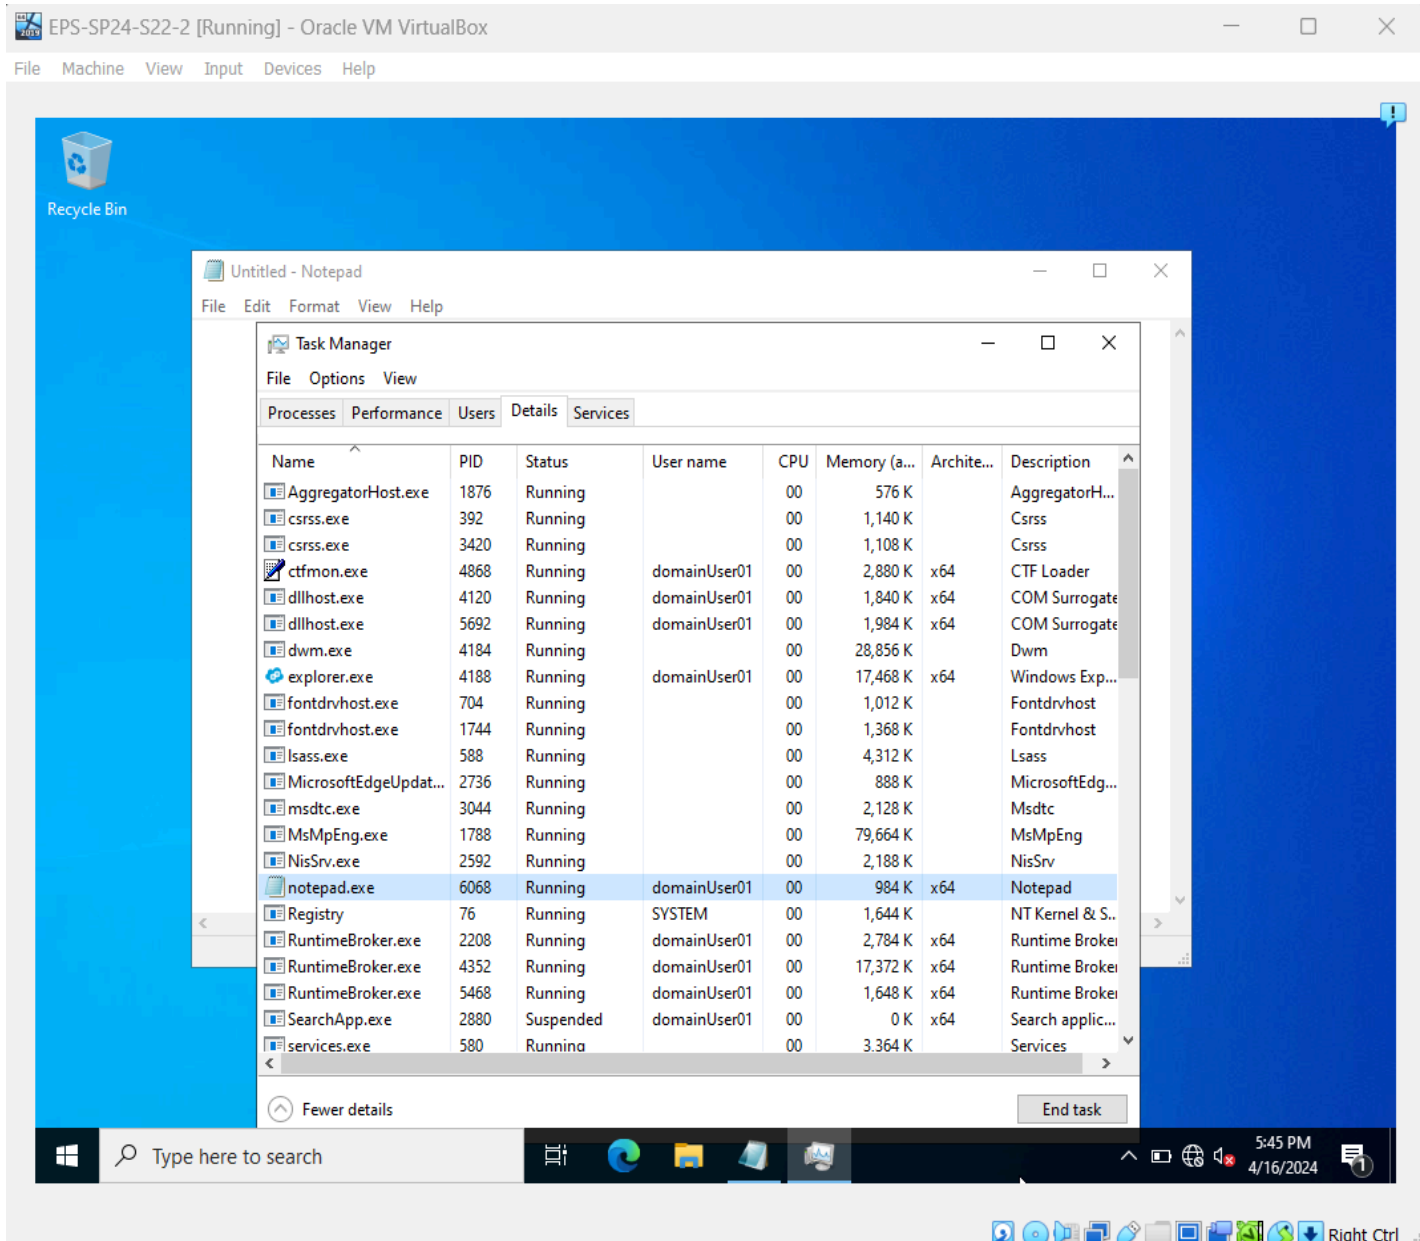 EPS-SP24-S22-2 [Running] - Oracle VM VirtualBox
File Machine View Input Devices Help
Recycle Bin
Untitled - Notepad
File Edit Format View Help
Task Manager
File Options View
Processes Performance Users Details Services
Name PID Status User name CPU Memory (a... Archite... Description
AggregatorHost.exe 1876 Running 00 576 K AggregatorH...
csrss.exe 392 Running 00 1,140 K Csrss
csrss.exe 3420 Running 00 1,108 K Csrss
ctfmon.exe 4868 Running domainUser01 00 2,880 K x64 CTF Loader
dllhost.exe 4120 Running domainUser01 00 1,840 K x64 COM Surrogate
dllhost.exe 5692 Running domainUser01 00 1,984 K x64 COM Surrogate
dwm.exe 4184 Running 00 28,856 K Dwm
explorer.exe 4188 Running domainUser01 00 17,468 K x64 Windows Exp...
fontdrvhost.exe 704 Running 00 1,012 K Fontdrvhost
fontdrvhost.exe 1744 Running 00 1,368 K Fontdrvhost
lsass.exe 588 Running 00 4,312 K Lsass
MicrosoftEdgeUpdat... 2736 Running 00 888 K MicrosoftEdg...
msdtc.exe 3044 Running 00 2,128 K Msdtc
MsMpEng.exe 1788 Running 00 79,664 K MsMpEng
NisSrv.exe 2592 Running 00 2,188 K NisSrv
notepad.exe 6068 Running domainUser01 00 984 K x64 Notepad
Registry 76 Running SYSTEM 00 1,644 K NT Kernel & S...
RuntimeBroker.exe 2208 Running domainUser01 00 2,784 K x64 Runtime Broker
RuntimeBroker.exe 4352 Running domainUser01 00 17,372 K x64 Runtime Broker
RuntimeBroker.exe 5468 Running domainUser01 00 1,648 K x64 Runtime Broker
SearchApp.exe 2880 Suspended domainUser01 00 0 K x64 Search applic...
services.exe 580 Running 00 3,364 K Services
Fewer details End task
Type here to search
5:45 PM
4/16/2024
1
Right Ctrl